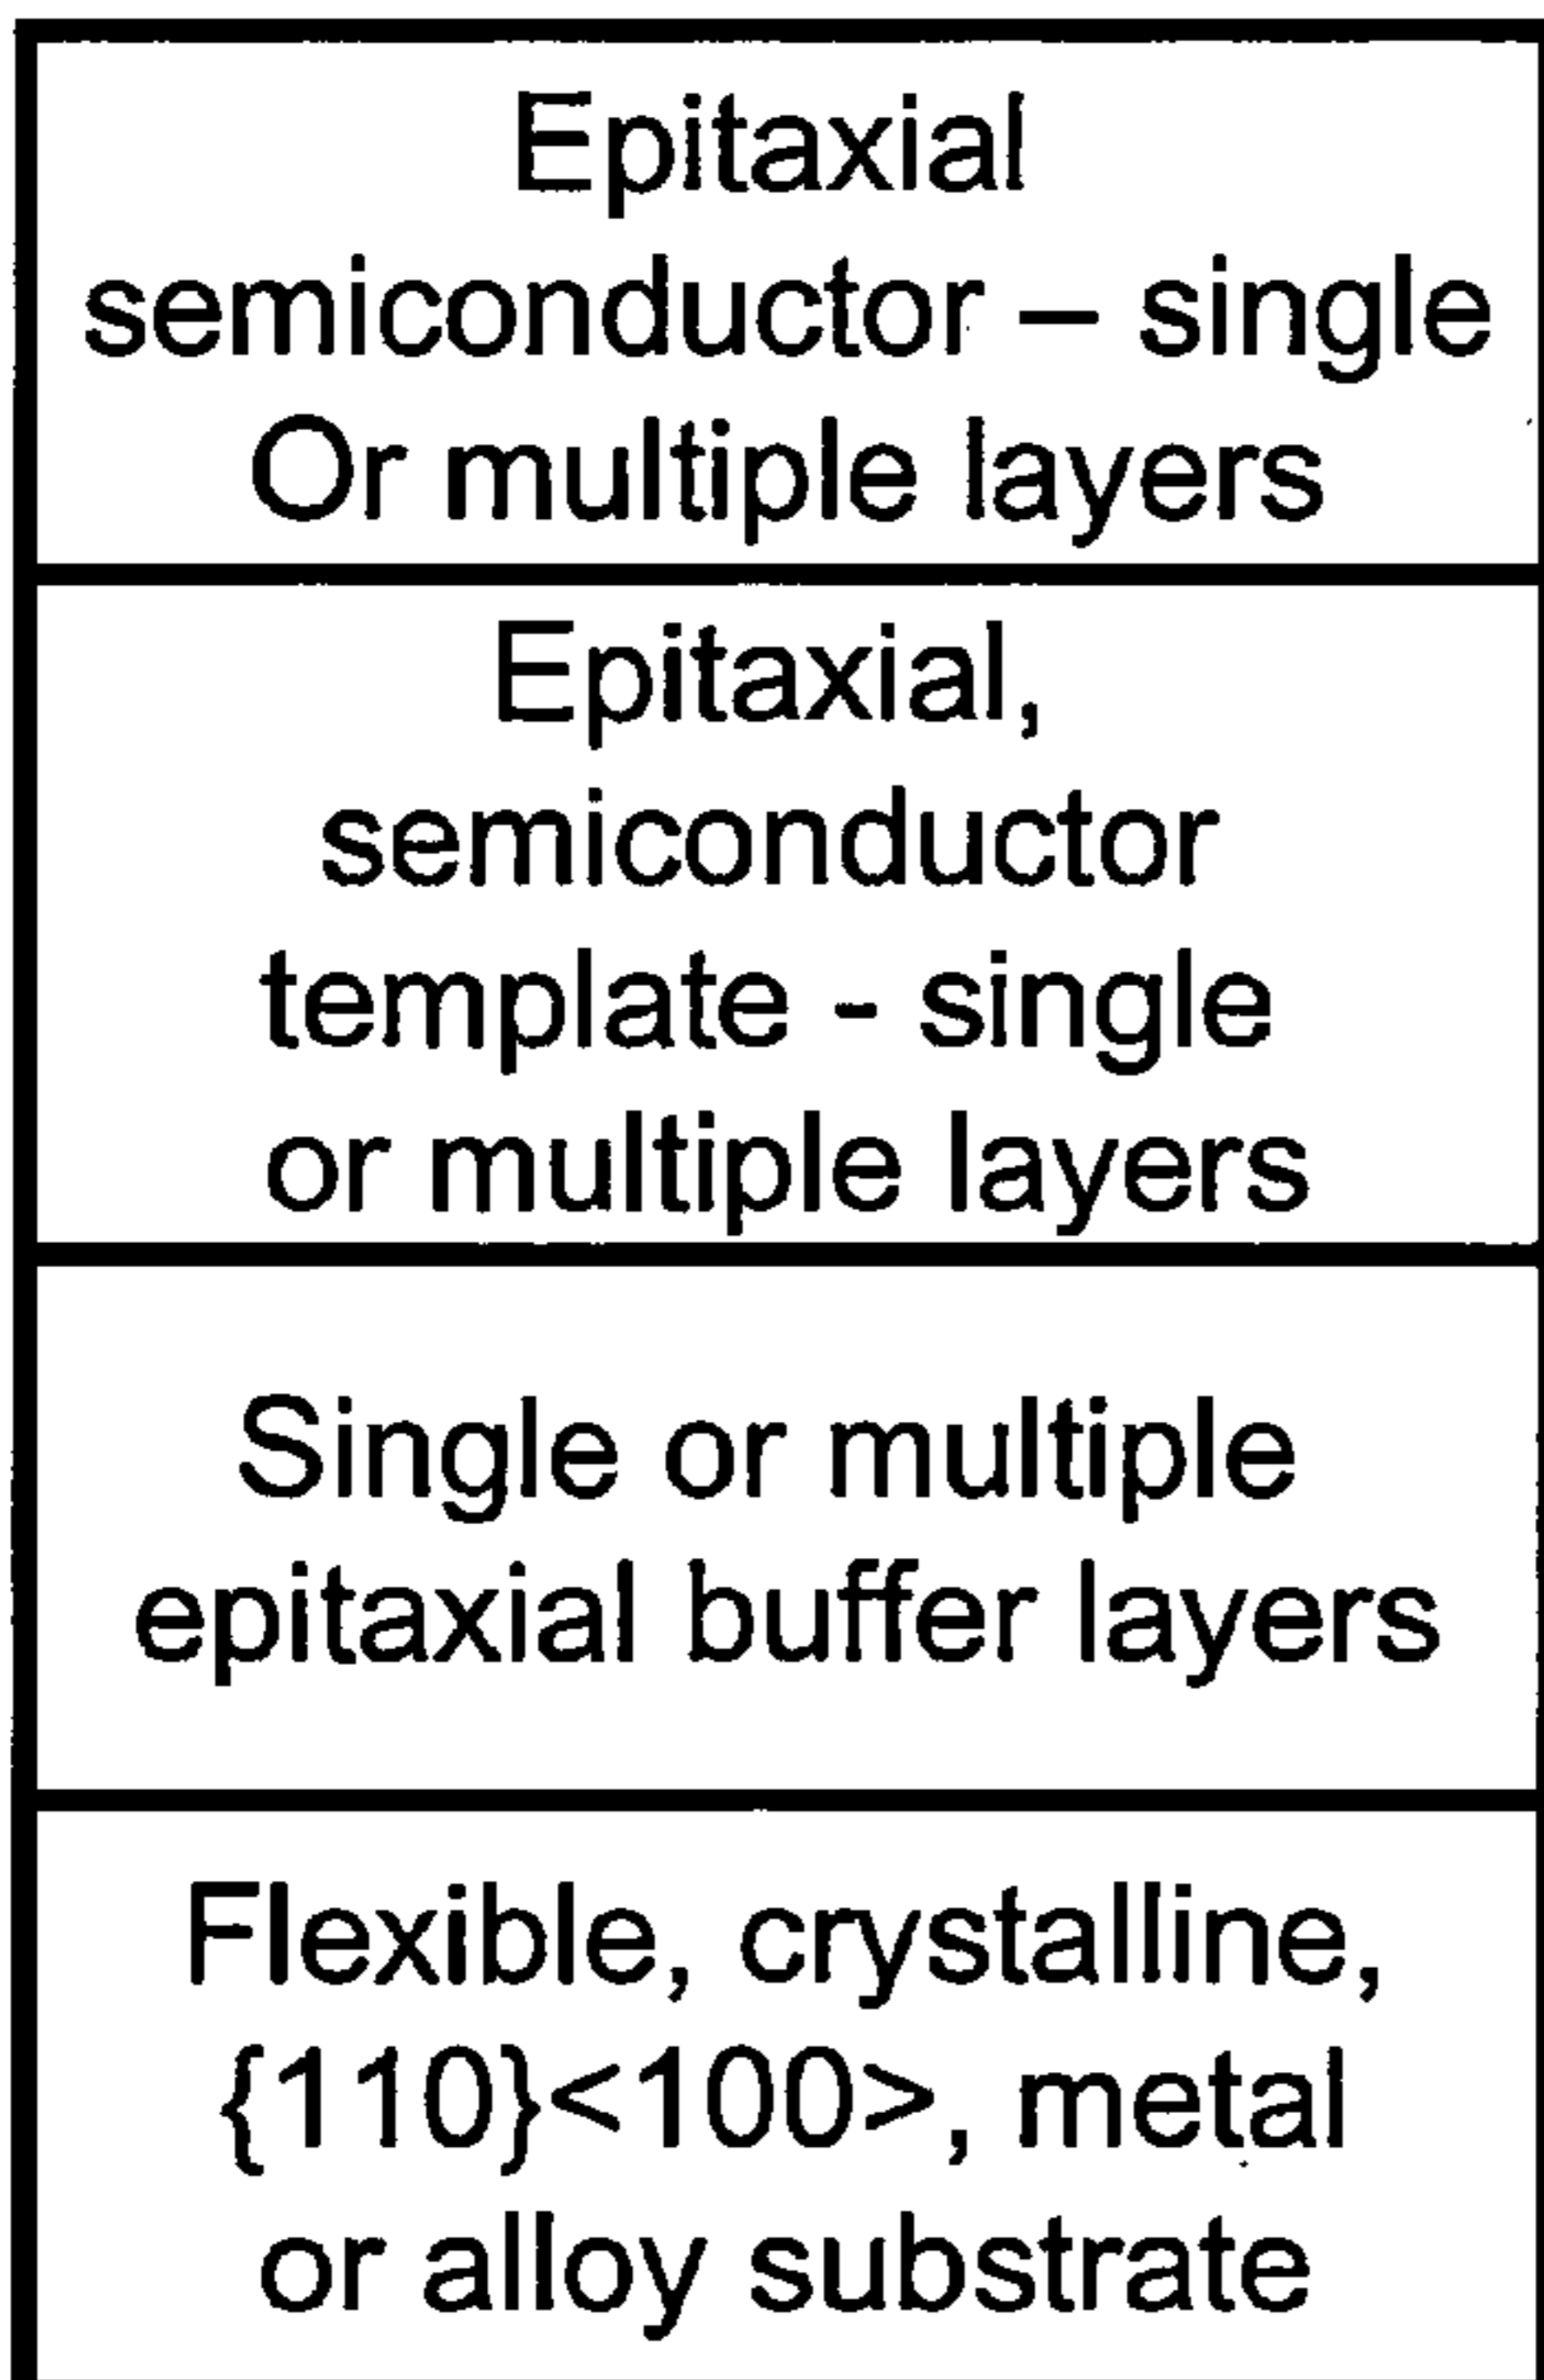 Epitaxial
semiconductor – single
Or multiple layers
Epitaxial,
semiconductor
template - single
or multiple layers
Single or multiple
epitaxial buffer layers
Flexible, crystalline,
{110}<100>, metal
or alloy substrate